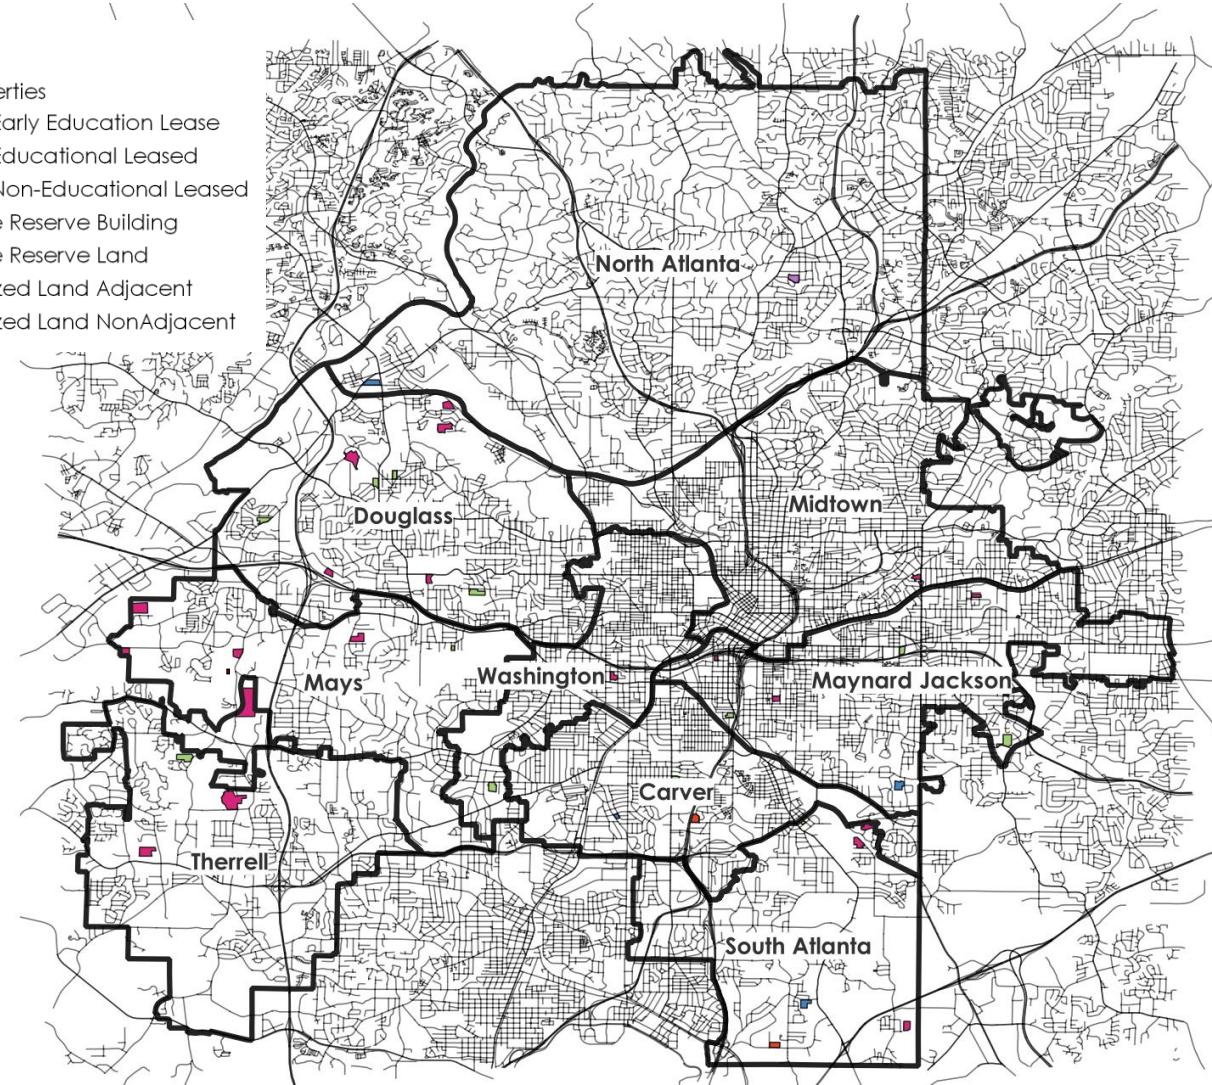 erties
Early Education Lease
Educational Leased
Non-Educational Leased
e Reserve Building
e Reserve Land
zed Land Adjacent
zed Land NonAdjacent
North Atlanta
Midtown
Douglass
Washington
Maynard Jackson
Mays
Carver
Therrell
South Atlanta